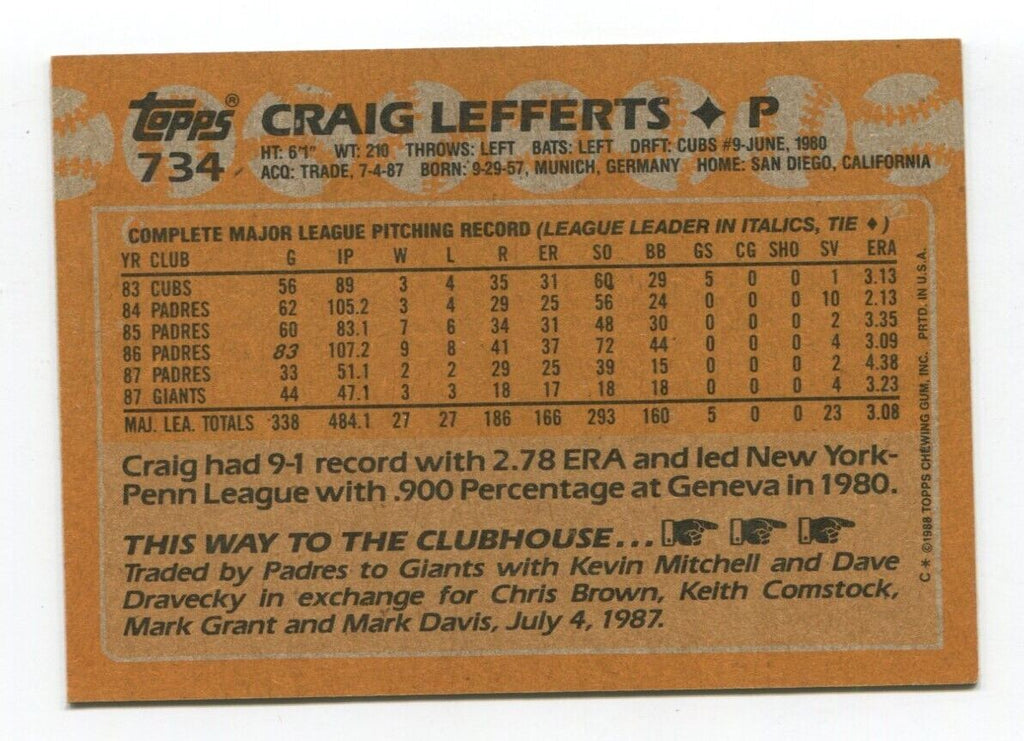 topps® CRAIG LEFFERTS ♦ P
734 HT: 6'1" WT: 210 THROWS: LEFT BATS: LEFT DRFT: CUBS #9-JUNE, 1980
ACQ: TRADE, 7-4-87 BORN: 9-29-57, MUNICH, GERMANY HOME: SAN DIEGO, CALIFORNIA
COMPLETE MAJOR LEAGUE PITCHING RECORD (LEAGUE LEADER IN ITALICS, TIE ♦)
YR CLUB G IP W L R ER SO BB GS CG SHO SV ERA
83 CUBS 56 89 3 4 35 31 60 29 5 0 0 1 3.13
84 PADRES 62 105.2 3 4 29 25 56 24 0 0 0 10 2.13
85 PADRES 60 83.1 7 6 34 31 48 30 0 0 0 2 3.35
86 PADRES 83 107.2 9 8 41 37 72 44 0 0 0 4 3.09
87 PADRES 33 51.1 2 2 29 25 39 15 0 0 0 2 4.38
87 GIANTS 44 47.1 3 3 18 17 18 18 0 0 0 4 3.23
MAJ. LEA. TOTALS 338 484.1 27 27 186 166 293 160 5 0 0 23 3.08
Craig had 9-1 record with 2.78 ERA and led New York-
Penn League with .900 Percentage at Geneva in 1980.
THIS WAY TO THE CLUBHOUSE...
Traded by Padres to Giants with Kevin Mitchell and Dave
Dravecky in exchange for Chris Brown, Keith Comstock,
Mark Grant and Mark Davis, July 4, 1987.
C * ©1988 TOPPS CHEWING GUM, INC. PRTD. IN U.S.A.